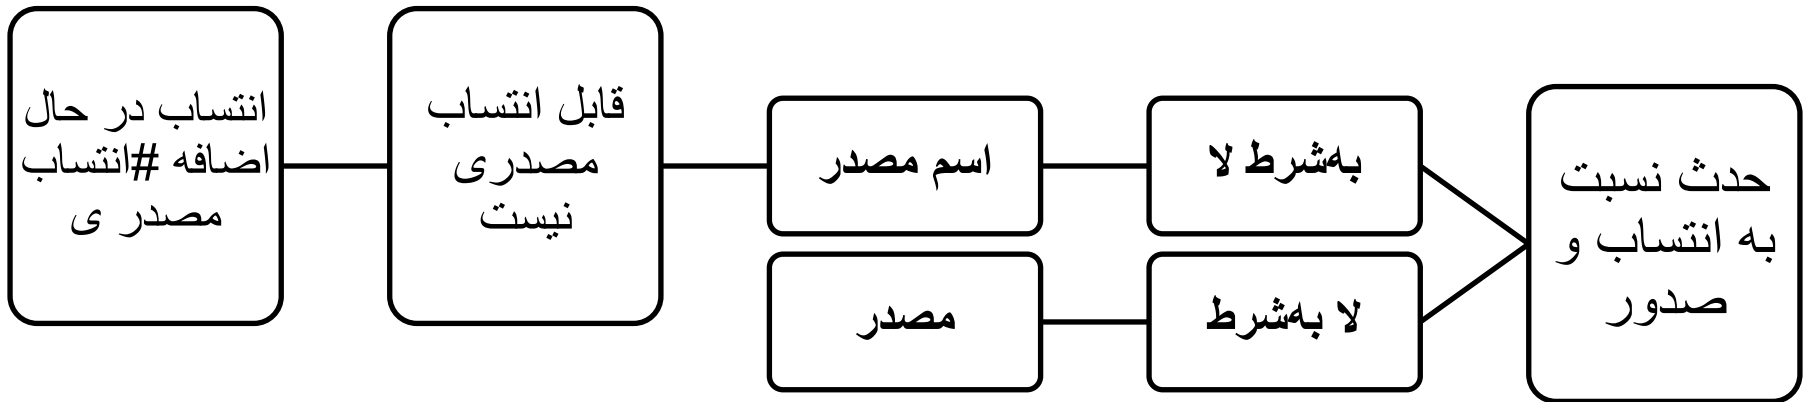 حدث نسبت
به انتساب و
صدور
به‌شرط لا
لا به‌شرط
اسم مصدر
مصدر
قابل انتساب
مصدری
نیست
انتساب در حال
اضافه #انتساب
مصدر ی